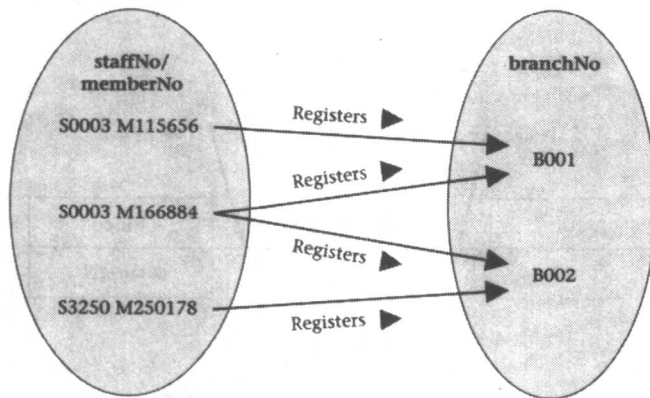 staffNo/
memberNo
branchNo
S0003 M115656
Registers
B001
Registers
S0003 M166884
Registers
B002
S3250 M250178
Registers